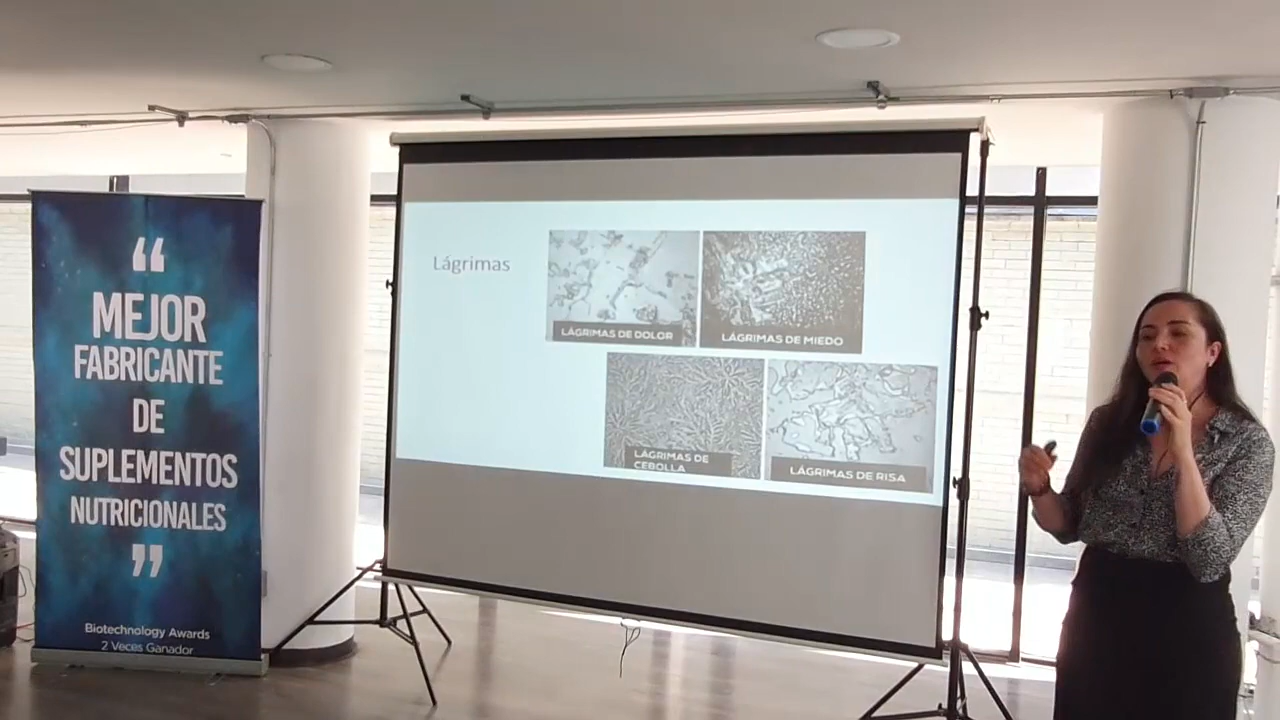 “
MEJOR
FABRICANTE
DE
SUPLEMENTOS
NUTRICIONALES
”
Biotechnology Awards
2 Veces Ganador
Lágrimas
LÁGRIMAS DE DOLOR
LÁGRIMAS DE MIEDO
LÁGRIMAS DE
CEBOLLA
LÁGRIMAS DE RISA